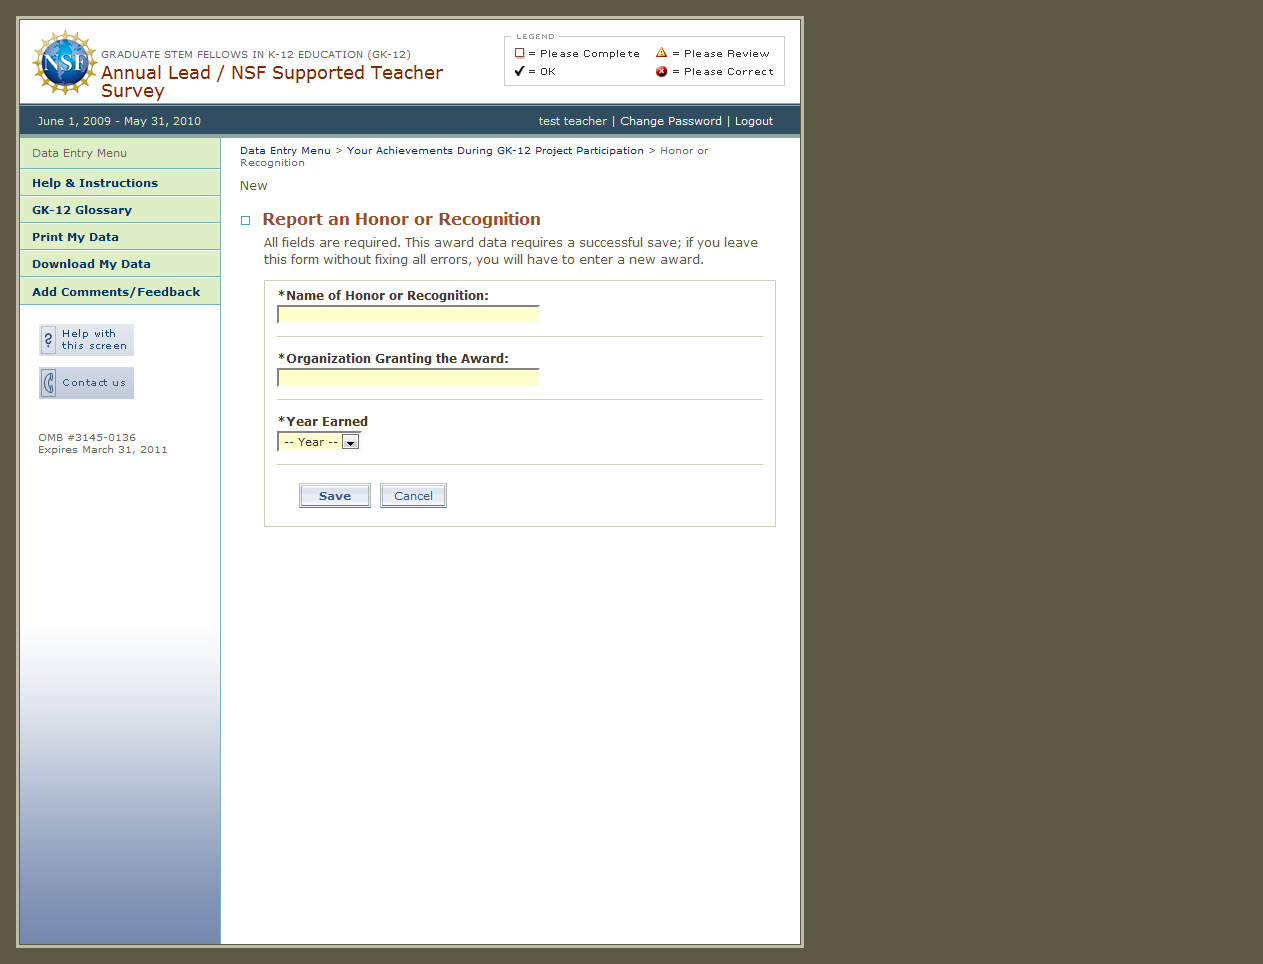 NSF
GRADUATE STEM FELLOWS IN K-12 EDUCATION (GK-12)
Annual Lead / NSF Supported Teacher
Survey
LEGEND
= Please Complete
= Please Review
= OK
= Please Correct
June 1, 2009 - May 31, 2010
test teacher | Change Password | Logout
Data Entry Menu
Help & Instructions
GK-12 Glossary
Print My Data
Download My Data
Add Comments/Feedback
? Help with
this screen
Contact us
OMB #3145-0136
Expires March 31, 2011
Data Entry Menu > Your Achievements During GK-12 Project Participation > Honor or
Recognition
New
Report an Honor or Recognition
All fields are required. This award data requires a successful save; if you leave
this form without fixing all errors, you will have to enter a new award.
*Name of Honor or Recognition:
*Organization Granting the Award:
*Year Earned
-- Year --
Save
Cancel